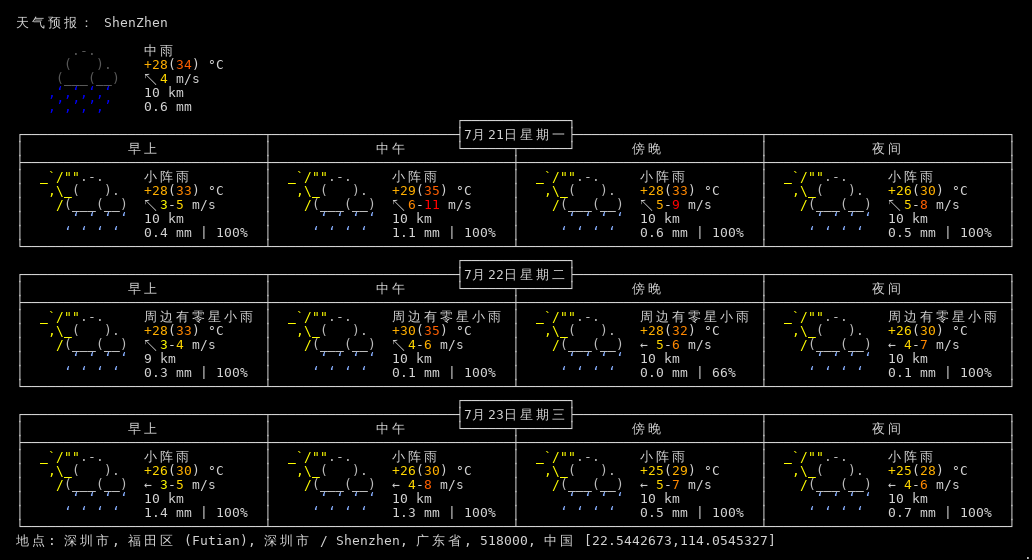 天气预报： ShenZhen
中雨
+28(34) °C
↖ 4 m/s
10 km
0.6 mm
7月21日星期一
早上 中午 傍晚 夜间
小阵雨 小阵雨 小阵雨 小阵雨
+28(33) °C +29(35) °C +28(33) °C +26(30) °C
↖ 3-5 m/s ↖ 6-11 m/s ↖ 5-9 m/s ↖ 5-8 m/s
10 km 10 km 10 km 10 km
0.4 mm | 100% 1.1 mm | 100% 0.6 mm | 100% 0.5 mm | 100%
7月22日星期二
早上 中午 傍晚 夜间
周边有零星小雨 周边有零星小雨 周边有零星小雨 周边有零星小雨
+28(33) °C +30(35) °C +28(32) °C +26(30) °C
↖ 3-4 m/s ↖ 4-6 m/s ← 5-6 m/s ← 4-7 m/s
9 km 10 km 10 km 10 km
0.3 mm | 100% 0.1 mm | 100% 0.0 mm | 66% 0.1 mm | 100%
7月23日星期三
早上 中午 傍晚 夜间
小阵雨 小阵雨 小阵雨 小阵雨
+26(30) °C +26(30) °C +25(29) °C +25(28) °C
← 3-5 m/s ← 4-8 m/s ← 5-7 m/s ← 4-6 m/s
10 km 10 km 10 km 10 km
1.4 mm | 100% 1.3 mm | 100% 0.5 mm | 100% 0.7 mm | 100%
地点: 深圳市, 福田区 (Futian), 深圳市 / Shenzhen, 广东省, 518000, 中国 [22.5442673,114.0545327]